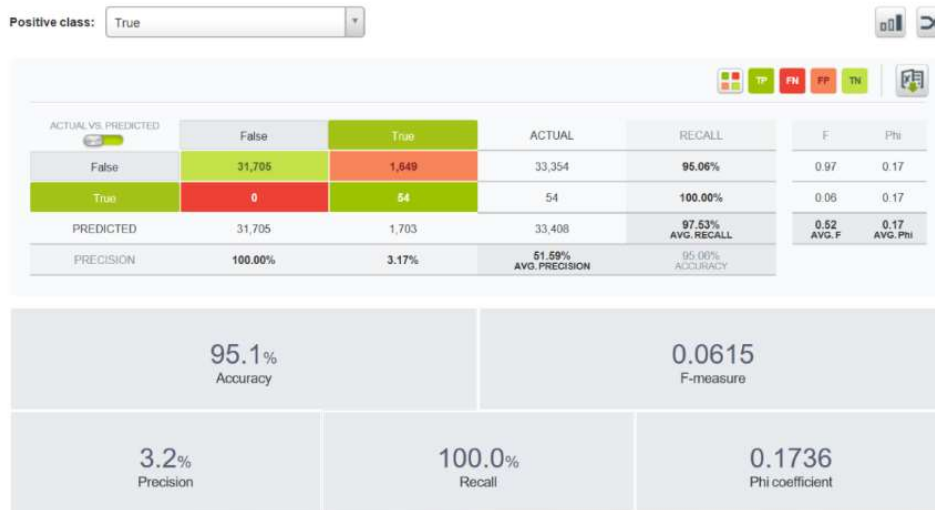 Positive class: True
TP FN FP TN
ACTUAL VS. PREDICTED False True ACTUAL RECALL F Phi
False 31,705 1,649 33,354 95.06% 0.97 0.17
True 0 54 54 100.00% 0.06 0.17
PREDICTED 31,705 1,703 33,408 97.53% AVG. RECALL 0.52 AVG. F 0.17 AVG. Phi
PRECISION 100.00% 3.17% 51.59% AVG. PRECISION 95.06% ACCURACY
95.1% 0.0615
Accuracy F-measure
3.2% 100.0% 0.1736
Precision Recall Phi coefficient